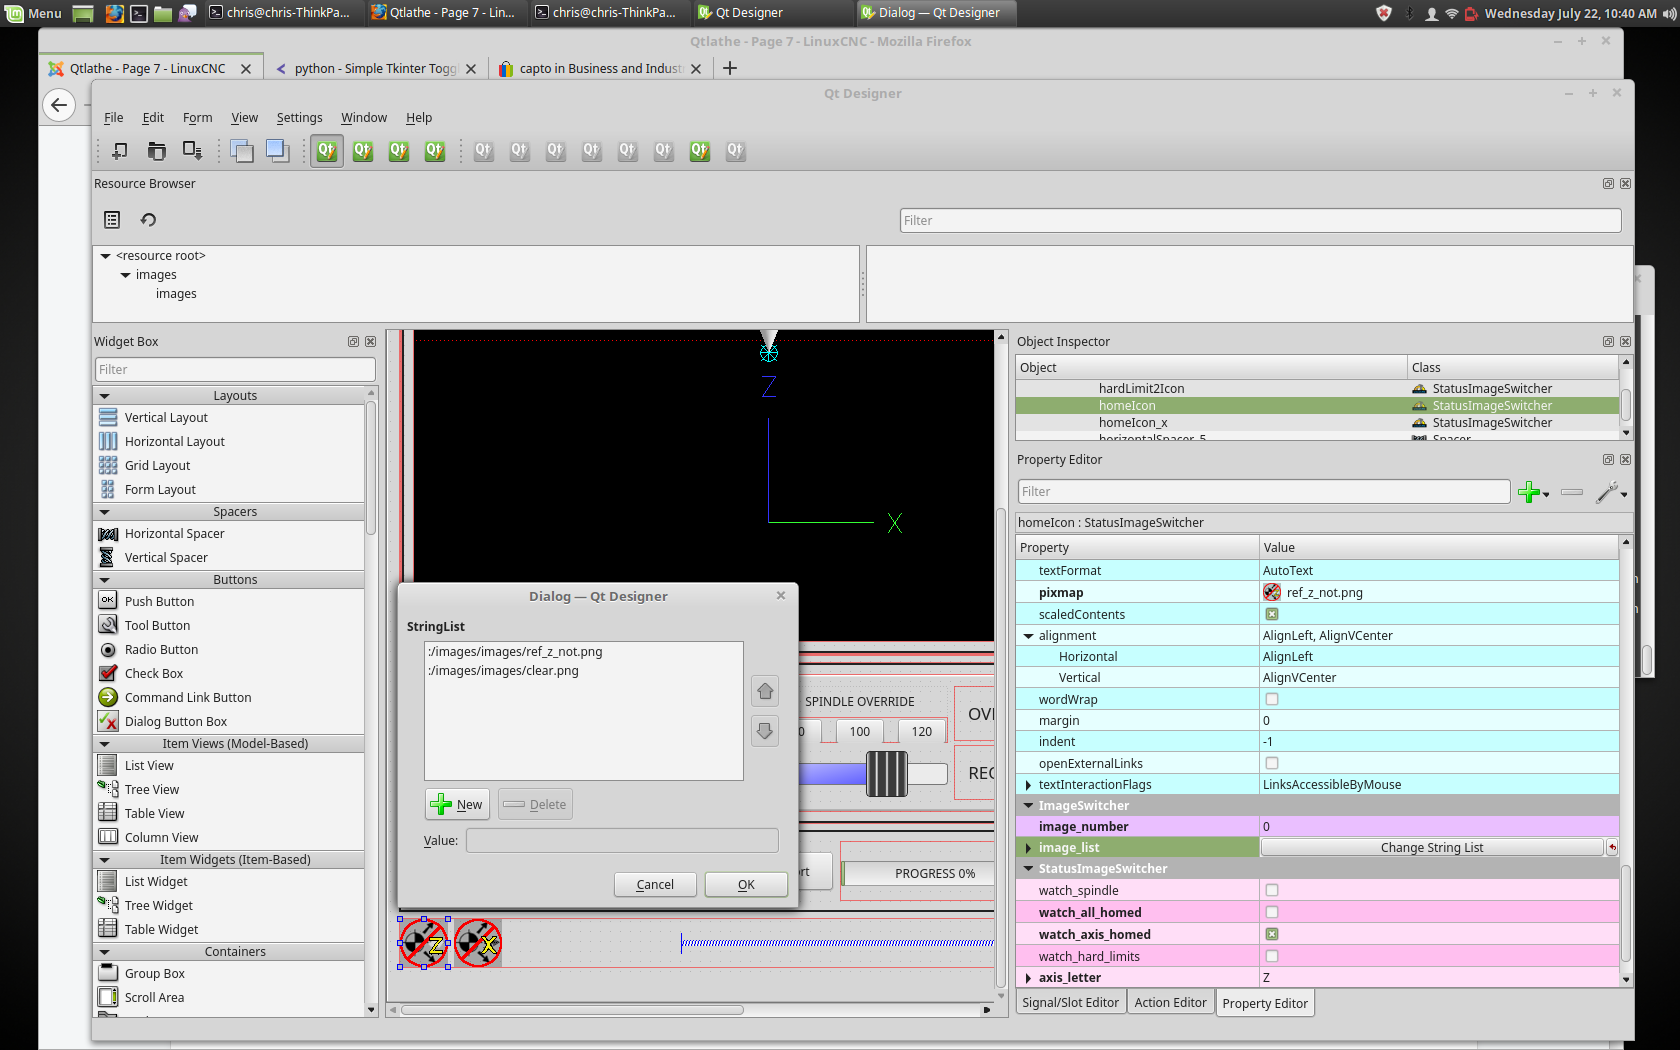 Menu
chris@chris-ThinkPa...
Qtlathe - Page 7 - Lin...
chris@chris-ThinkPa...
Qt Designer
Dialog — Qt Designer
Wednesday July 22, 10:40 AM
Qtlathe - Page 7 - LinuxCNC - Mozilla Firefox
Qtlathe - Page 7 - LinuxCNC
python - Simple Tkinter Togg
capto in Business and Indust
Qt Designer
File Edit Form View Settings Window Help
Resource Browser
Filter
<resource root>
images
images
Widget Box
Filter
Layouts
Vertical Layout
Horizontal Layout
Grid Layout
Form Layout
Spacers
Horizontal Spacer
Vertical Spacer
Buttons
Push Button
Tool Button
Radio Button
Check Box
Command Link Button
Dialog Button Box
Item Views (Model-Based)
List View
Tree View
Table View
Column View
Item Widgets (Item-Based)
List Widget
Tree Widget
Table Widget
Containers
Group Box
Scroll Area
Z
X
Dialog — Qt Designer
StringList
:/images/images/ref_z_not.png
:/images/images/clear.png
New
Delete
Value:
Cancel
OK
SPINDLE OVERRIDE
0 100 120
OV
REC
rt
PROGRESS 0%
Z
X
Object Inspector
Object Class
hardLimit2Icon StatusImageSwitcher
homeIcon StatusImageSwitcher
homeIcon_x StatusImageSwitcher
horizontalSpacer_5 Spacer
Property Editor
Filter
homeIcon : StatusImageSwitcher
Property Value
textFormat AutoText
pixmap ref_z_not.png
scaledContents
alignment AlignLeft, AlignVCenter
Horizontal AlignLeft
Vertical AlignVCenter
wordWrap
margin 0
indent -1
openExternalLinks
textInteractionFlags LinksAccessibleByMouse
ImageSwitcher
image_number 0
image_list Change String List
StatusImageSwitcher
watch_spindle
watch_all_homed
watch_axis_homed
watch_hard_limits
axis_letter Z
Signal/Slot Editor Action Editor Property Editor